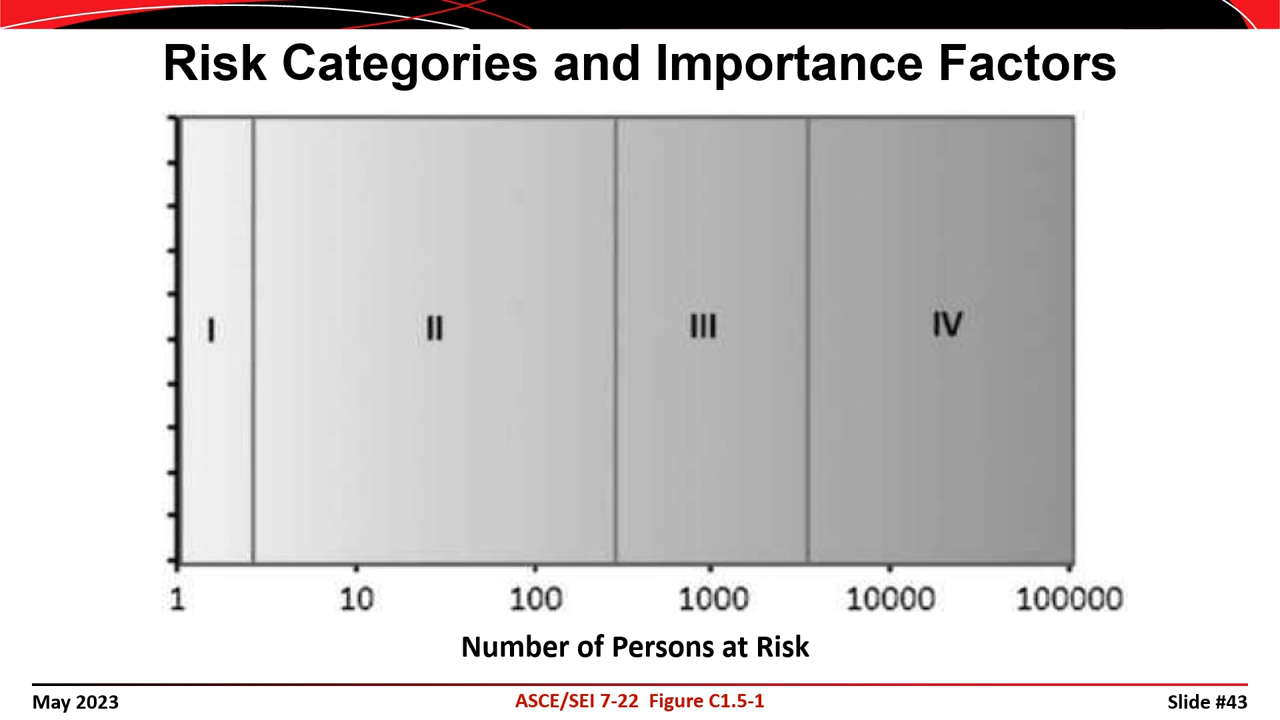 Risk Categories and Importance Factors
I II III IV
1 10 100 1000 10000 100000
Number of Persons at Risk
May 2023 ASCE/SEI 7-22 Figure C1.5-1 Slide #43